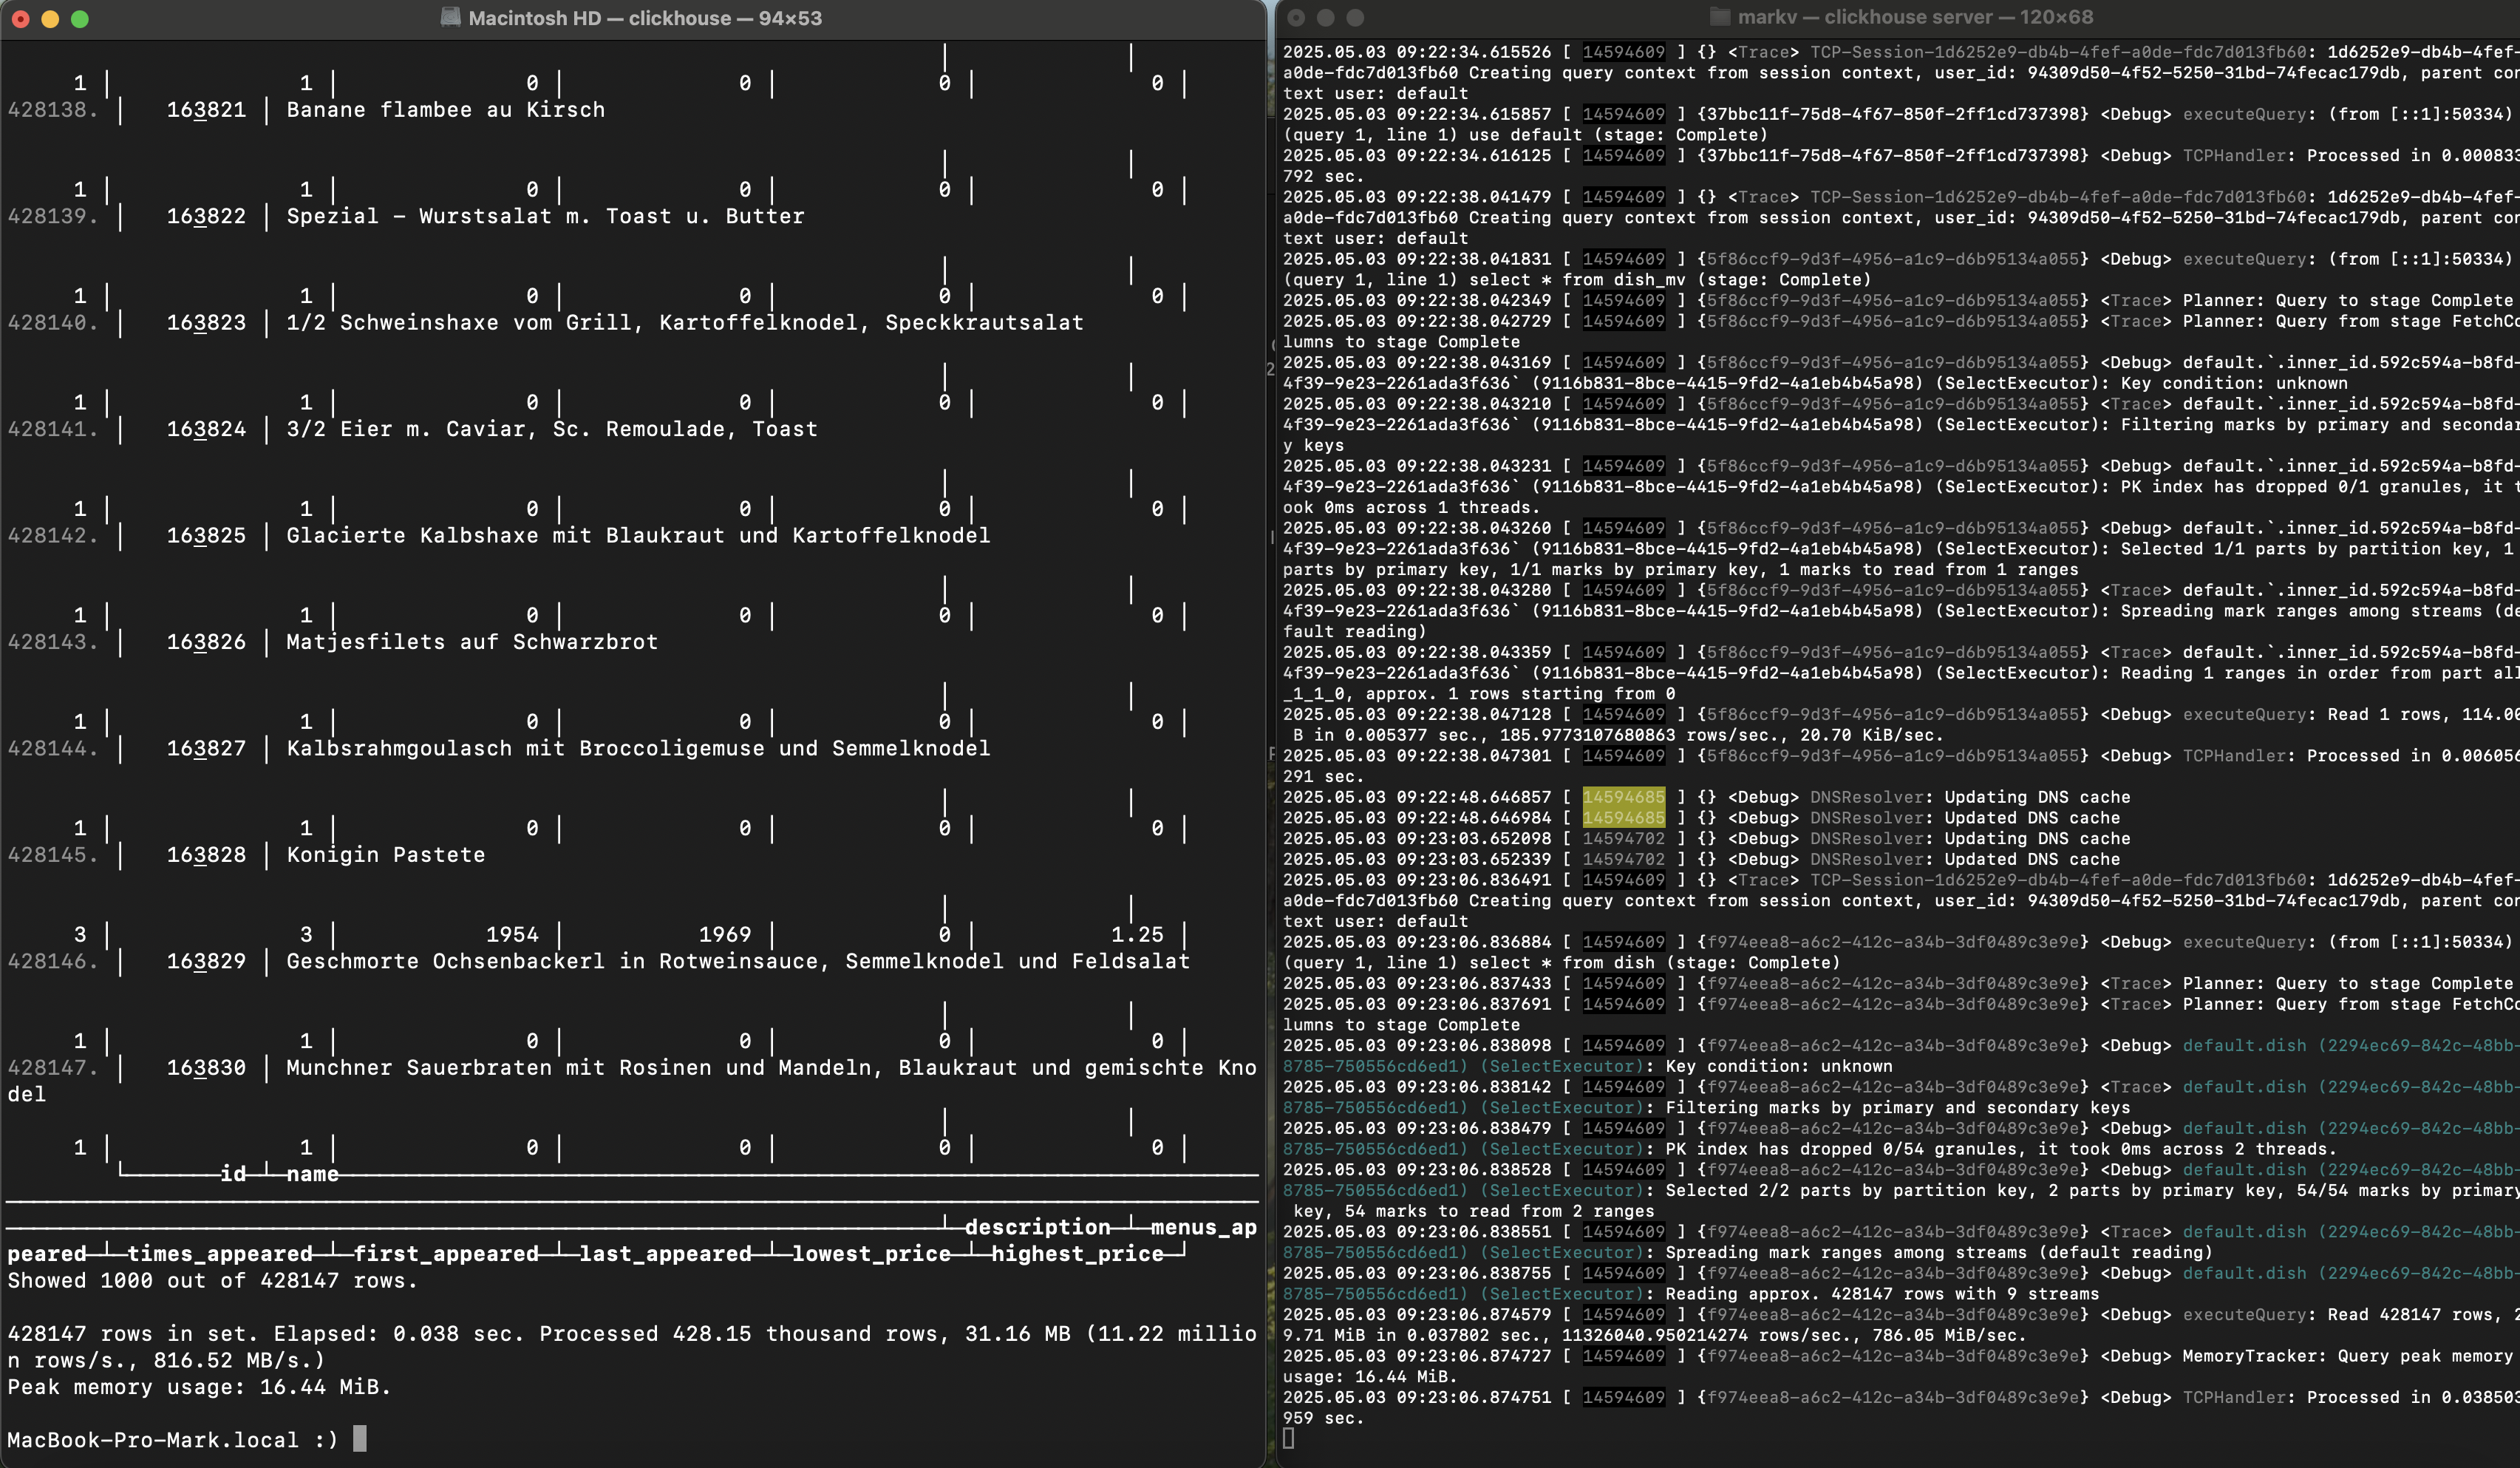 Macintosh HD — clickhouse — 94×53
1 │ 1 │ 0 │ 0 │ 0 │ 0 │
428138. │ 163821 │ Banane flambee au Kirsch
1 │ 1 │ 0 │ 0 │ 0 │ 0 │
428139. │ 163822 │ Spezial - Wurstsalat m. Toast u. Butter
1 │ 1 │ 0 │ 0 │ 0 │ 0 │
428140. │ 163823 │ 1/2 Schweinshaxe vom Grill, Kartoffelknodel, Speckkrautsalat
1 │ 1 │ 0 │ 0 │ 0 │ 0 │
428141. │ 163824 │ 3/2 Eier m. Caviar, Sc. Remoulade, Toast
1 │ 1 │ 0 │ 0 │ 0 │ 0 │
428142. │ 163825 │ Glacierte Kalbshaxe mit Blaukraut und Kartoffelknodel
1 │ 1 │ 0 │ 0 │ 0 │ 0 │
428143. │ 163826 │ Matjesfilets auf Schwarzbrot
1 │ 1 │ 0 │ 0 │ 0 │ 0 │
428144. │ 163827 │ Kalbsrahmgoulasch mit Broccoligemuse und Semmelknodel
1 │ 1 │ 0 │ 0 │ 0 │ 0 │
428145. │ 163828 │ Konigin Pastete
3 │ 3 │ 1954 │ 1969 │ 0 │ 1.25 │
428146. │ 163829 │ Geschmorte Ochsenbackerl in Rotweinsauce, Semmelknodel und Feldsalat
1 │ 1 │ 0 │ 0 │ 0 │ 0 │
428147. │ 163830 │ Munchner Sauerbraten mit Rosinen und Mandeln, Blaukraut und gemischte Kno
del
1 │ 1 │ 0 │ 0 │ 0 │ 0 │
id name
description menus_ap
peared times_appeared first_appeared last_appeared lowest_price highest_price
Showed 1000 out of 428147 rows.
428147 rows in set. Elapsed: 0.038 sec. Processed 428.15 thousand rows, 31.16 MB (11.22 millio
n rows/s., 816.52 MB/s.)
Peak memory usage: 16.44 MiB.
MacBook-Pro-Mark.local :)
markv — clickhouse server — 120×68
2025.05.03 09:22:34.615526 [ 14594609 ] {} <Trace> TCP-Session-1d6252e9-db4b-4fef-a0de-fdc7d013fb60: 1d6252e9-db4b-4fef-
a0de-fdc7d013fb60 Creating query context from session context, user_id: 94309d50-4f52-5250-31bd-74fecac179db, parent con
text user: default
2025.05.03 09:22:34.615857 [ 14594609 ] {37bbc11f-75d8-4f67-850f-2ff1cd737398} <Debug> executeQuery: (from [::1]:50334)
(query 1, line 1) use default (stage: Complete)
2025.05.03 09:22:34.616125 [ 14594609 ] {37bbc11f-75d8-4f67-850f-2ff1cd737398} <Debug> TCPHandler: Processed in 0.000833
792 sec.
2025.05.03 09:22:38.041479 [ 14594609 ] {} <Trace> TCP-Session-1d6252e9-db4b-4fef-a0de-fdc7d013fb60: 1d6252e9-db4b-4fef-
a0de-fdc7d013fb60 Creating query context from session context, user_id: 94309d50-4f52-5250-31bd-74fecac179db, parent con
text user: default
2025.05.03 09:22:38.041831 [ 14594609 ] {5f86ccf9-9d3f-4956-a1c9-d6b95134a055} <Debug> executeQuery: (from [::1]:50334)
(query 1, line 1) select * from dish_mv (stage: Complete)
2025.05.03 09:22:38.042349 [ 14594609 ] {5f86ccf9-9d3f-4956-a1c9-d6b95134a055} <Trace> Planner: Query to stage Complete
2025.05.03 09:22:38.042729 [ 14594609 ] {5f86ccf9-9d3f-4956-a1c9-d6b95134a055} <Trace> Planner: Query from stage FetchCo
lumns to stage Complete
2025.05.03 09:22:38.043169 [ 14594609 ] {5f86ccf9-9d3f-4956-a1c9-d6b95134a055} <Debug> default.`.inner_id.592c594a-b8fd-
4f39-9e23-2261ada3f636` (9116b831-8bce-4415-9fd2-4a1eb4b45a98) (SelectExecutor): Key condition: unknown
2025.05.03 09:22:38.043210 [ 14594609 ] {5f86ccf9-9d3f-4956-a1c9-d6b95134a055} <Trace> default.`.inner_id.592c594a-b8fd-
4f39-9e23-2261ada3f636` (9116b831-8bce-4415-9fd2-4a1eb4b45a98) (SelectExecutor): Filtering marks by primary and secondar
y keys
2025.05.03 09:22:38.043231 [ 14594609 ] {5f86ccf9-9d3f-4956-a1c9-d6b95134a055} <Debug> default.`.inner_id.592c594a-b8fd-
4f39-9e23-2261ada3f636` (9116b831-8bce-4415-9fd2-4a1eb4b45a98) (SelectExecutor): PK index has dropped 0/1 granules, it t
ook 0ms across 1 threads.
2025.05.03 09:22:38.043260 [ 14594609 ] {5f86ccf9-9d3f-4956-a1c9-d6b95134a055} <Debug> default.`.inner_id.592c594a-b8fd-
4f39-9e23-2261ada3f636` (9116b831-8bce-4415-9fd2-4a1eb4b45a98) (SelectExecutor): Selected 1/1 parts by partition key, 1
parts by primary key, 1/1 marks by primary key, 1 marks to read from 1 ranges
2025.05.03 09:22:38.043280 [ 14594609 ] {5f86ccf9-9d3f-4956-a1c9-d6b95134a055} <Trace> default.`.inner_id.592c594a-b8fd-
4f39-9e23-2261ada3f636` (9116b831-8bce-4415-9fd2-4a1eb4b45a98) (SelectExecutor): Spreading mark ranges among streams (de
fault reading)
2025.05.03 09:22:38.043359 [ 14594609 ] {5f86ccf9-9d3f-4956-a1c9-d6b95134a055} <Trace> default.`.inner_id.592c594a-b8fd-
4f39-9e23-2261ada3f636` (9116b831-8bce-4415-9fd2-4a1eb4b45a98) (SelectExecutor): Reading 1 ranges in order from part all
_1_1_0, approx. 1 rows starting from 0
2025.05.03 09:22:38.047128 [ 14594609 ] {5f86ccf9-9d3f-4956-a1c9-d6b95134a055} <Debug> executeQuery: Read 1 rows, 114.00
B in 0.005377 sec., 185.9773107680863 rows/sec., 20.70 KiB/sec.
2025.05.03 09:22:38.047301 [ 14594609 ] {5f86ccf9-9d3f-4956-a1c9-d6b95134a055} <Debug> TCPHandler: Processed in 0.006056
291 sec.
2025.05.03 09:22:48.646857 [ 14594685 ] {} <Debug> DNSResolver: Updating DNS cache
2025.05.03 09:22:48.646984 [ 14594685 ] {} <Debug> DNSResolver: Updated DNS cache
2025.05.03 09:23:03.652098 [ 14594702 ] {} <Debug> DNSResolver: Updating DNS cache
2025.05.03 09:23:03.652339 [ 14594702 ] {} <Debug> DNSResolver: Updated DNS cache
2025.05.03 09:23:06.836491 [ 14594609 ] {} <Trace> TCP-Session-1d6252e9-db4b-4fef-a0de-fdc7d013fb60: 1d6252e9-db4b-4fef-
a0de-fdc7d013fb60 Creating query context from session context, user_id: 94309d50-4f52-5250-31bd-74fecac179db, parent con
text user: default
2025.05.03 09:23:06.836884 [ 14594609 ] {f974eea8-a6c2-412c-a34b-3df0489c3e9e} <Debug> executeQuery: (from [::1]:50334)
(query 1, line 1) select * from dish (stage: Complete)
2025.05.03 09:23:06.837433 [ 14594609 ] {f974eea8-a6c2-412c-a34b-3df0489c3e9e} <Trace> Planner: Query to stage Complete
2025.05.03 09:23:06.837691 [ 14594609 ] {f974eea8-a6c2-412c-a34b-3df0489c3e9e} <Trace> Planner: Query from stage FetchCo
lumns to stage Complete
2025.05.03 09:23:06.838098 [ 14594609 ] {f974eea8-a6c2-412c-a34b-3df0489c3e9e} <Debug> default.dish (2294ec69-842c-48bb-
8785-750556cd6ed1) (SelectExecutor): Key condition: unknown
2025.05.03 09:23:06.838142 [ 14594609 ] {f974eea8-a6c2-412c-a34b-3df0489c3e9e} <Trace> default.dish (2294ec69-842c-48bb-
8785-750556cd6ed1) (SelectExecutor): Filtering marks by primary and secondary keys
2025.05.03 09:23:06.838479 [ 14594609 ] {f974eea8-a6c2-412c-a34b-3df0489c3e9e} <Debug> default.dish (2294ec69-842c-48bb-
8785-750556cd6ed1) (SelectExecutor): PK index has dropped 0/54 granules, it took 0ms across 2 threads.
2025.05.03 09:23:06.838528 [ 14594609 ] {f974eea8-a6c2-412c-a34b-3df0489c3e9e} <Debug> default.dish (2294ec69-842c-48bb-
8785-750556cd6ed1) (SelectExecutor): Selected 2/2 parts by partition key, 2 parts by primary key, 54/54 marks by primary
key, 54 marks to read from 2 ranges
2025.05.03 09:23:06.838551 [ 14594609 ] {f974eea8-a6c2-412c-a34b-3df0489c3e9e} <Trace> default.dish (2294ec69-842c-48bb-
8785-750556cd6ed1) (SelectExecutor): Spreading mark ranges among streams (default reading)
2025.05.03 09:23:06.838755 [ 14594609 ] {f974eea8-a6c2-412c-a34b-3df0489c3e9e} <Debug> default.dish (2294ec69-842c-48bb-
8785-750556cd6ed1) (SelectExecutor): Reading approx. 428147 rows with 9 streams
2025.05.03 09:23:06.874579 [ 14594609 ] {f974eea8-a6c2-412c-a34b-3df0489c3e9e} <Debug> executeQuery: Read 428147 rows, 2
9.71 MiB in 0.037802 sec., 11326040.950214274 rows/sec., 786.05 MiB/sec.
2025.05.03 09:23:06.874727 [ 14594609 ] {f974eea8-a6c2-412c-a34b-3df0489c3e9e} <Debug> MemoryTracker: Query peak memory
usage: 16.44 MiB.
2025.05.03 09:23:06.874751 [ 14594609 ] {f974eea8-a6c2-412c-a34b-3df0489c3e9e} <Debug> TCPHandler: Processed in 0.038503
959 sec.